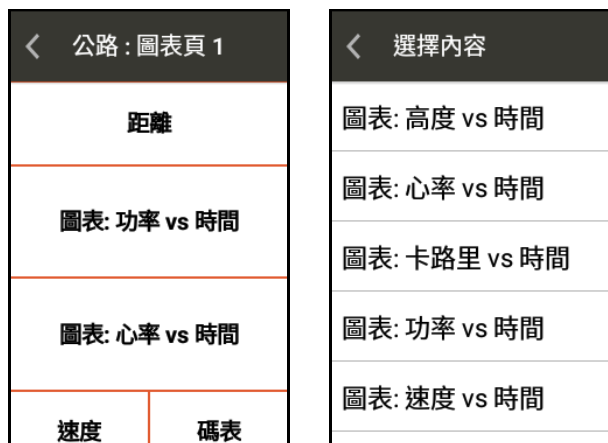 公路 : 圖表頁 1
距離
圖表: 功率 vs 時間
圖表: 心率 vs 時間
速度
碼表
選擇內容
圖表: 高度 vs 時間
圖表: 心率 vs 時間
圖表: 卡路里 vs 時間
圖表: 功率 vs 時間
圖表: 速度 vs 時間